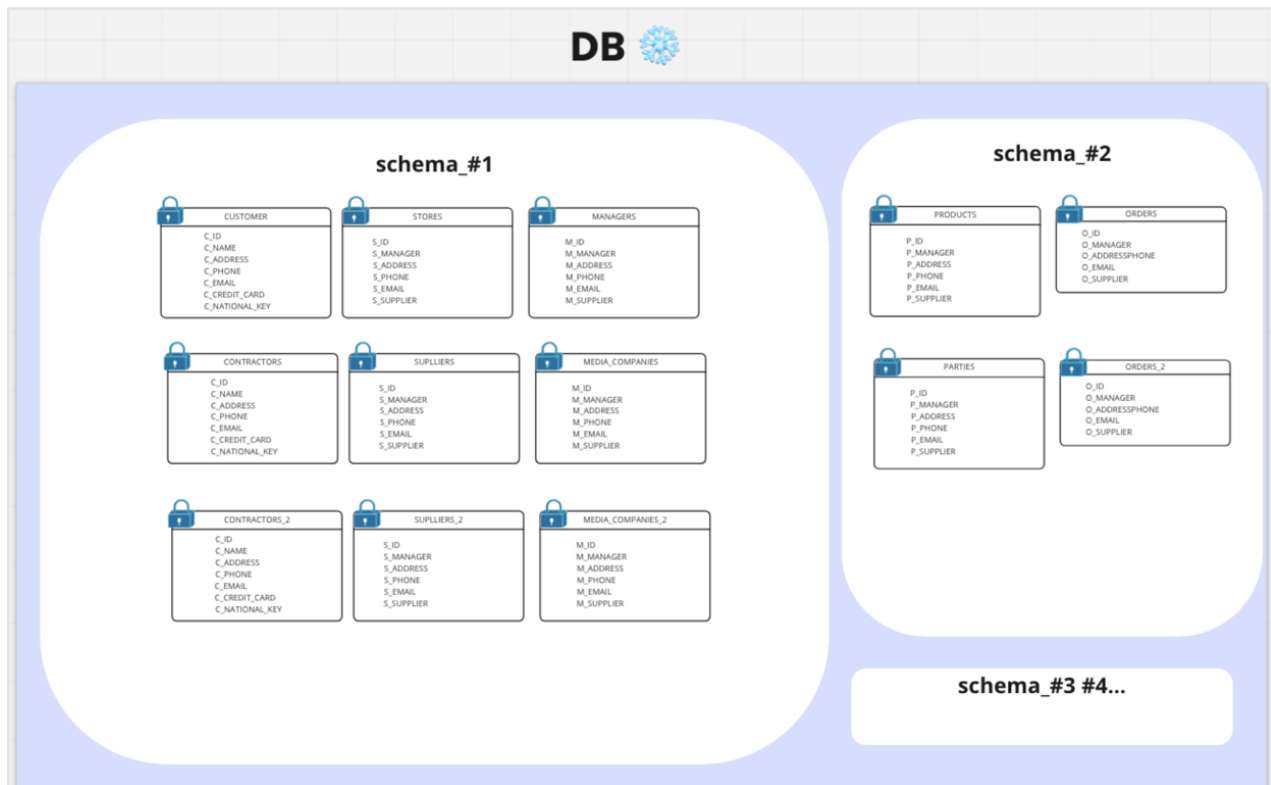 DB
schema_#1
CUSTOMER
C_ID
C_NAME
C_ADDRESS
C_PHONE
C_EMAIL
C_CREDIT_CARD
C_NATIONAL_KEY
STORES
S_ID
S_MANAGER
S_ADDRESS
S_PHONE
S_EMAIL
S_SUPPLIER
MANAGERS
M_ID
M_MANAGER
M_ADDRESS
M_PHONE
M_EMAIL
M_SUPPLIER
CONTRACTORS
C_ID
C_NAME
C_ADDRESS
C_PHONE
C_EMAIL
C_CREDIT_CARD
C_NATIONAL_KEY
SUPLLIERS
S_ID
S_MANAGER
S_ADDRESS
S_PHONE
S_EMAIL
S_SUPPLIER
MEDIA_COMPANIES
M_ID
M_MANAGER
M_ADDRESS
M_PHONE
M_EMAIL
M_SUPPLIER
CONTRACTORS_2
C_ID
C_NAME
C_ADDRESS
C_PHONE
C_EMAIL
C_CREDIT_CARD
C_NATIONAL_KEY
SUPLLIERS_2
S_ID
S_MANAGER
S_ADDRESS
S_PHONE
S_EMAIL
S_SUPPLIER
MEDIA_COMPANIES_2
M_ID
M_MANAGER
M_ADDRESS
M_PHONE
M_EMAIL
M_SUPPLIER
schema_#2
PRODUCTS
P_ID
P_MANAGER
P_ADDRESS
P_PHONE
P_EMAIL
P_SUPPLIER
ORDERS
O_ID
O_MANAGER
O_ADDRESSPHONE
O_EMAIL
O_SUPPLIER
PARTIES
P_ID
P_MANAGER
P_ADDRESS
P_PHONE
P_EMAIL
P_SUPPLIER
ORDERS_2
O_ID
O_MANAGER
O_ADDRESSPHONE
O_EMAIL
O_SUPPLIER
schema_#3 #4...